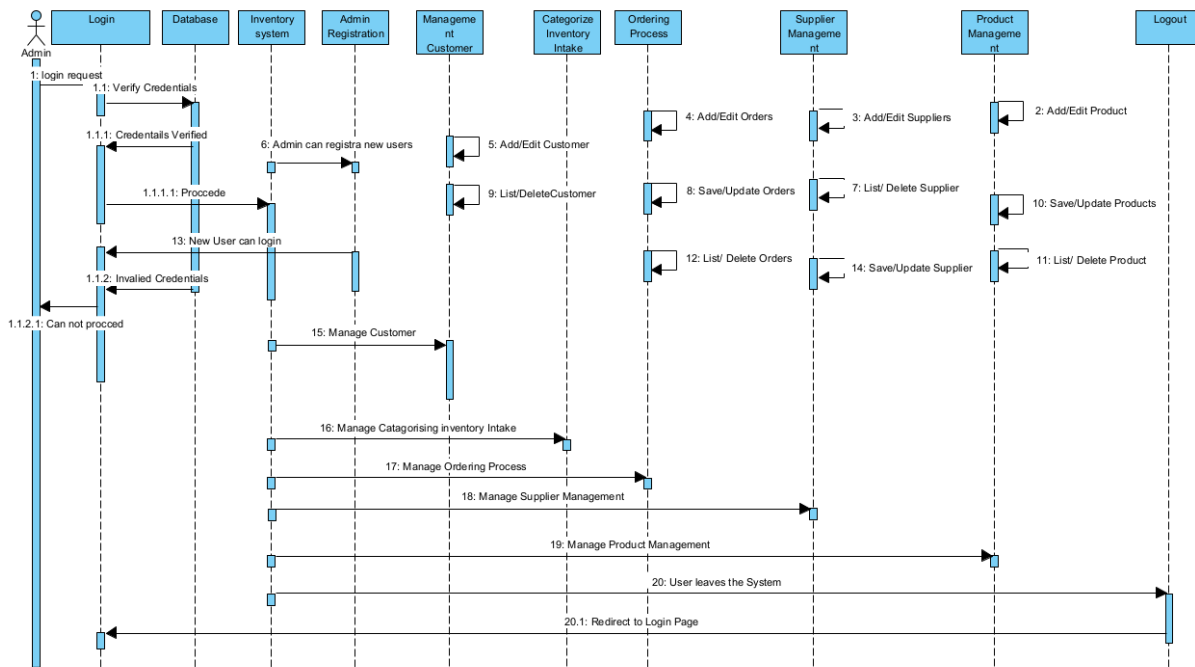 Admin
Login
Database
Inventory
system
Admin
Registration
Management
Customer
Categorize
Inventory
Intake
Ordering
Process
Supplier
Management
Product
Management
Logout
1: login request
1.1: Verify Credentials
2: Add/Edit Product
4: Add/Edit Orders
3: Add/Edit Suppliers
1.1.1: Credentails Verified
6: Admin can registra new users
5: Add/Edit Customer
1.1.1.1: Proccede
9: List/DeleteCustomer
8: Save/Update Orders
7: List/ Delete Supplier
10: Save/Update Products
13: New User can login
12: List/ Delete Orders
14: Save/Update Supplier
11: List/ Delete Product
1.1.2: Invalied Credentials
1.1.2.1: Can not procced
15: Manage Customer
16: Manage Catagorising inventory Intake
17: Manage Ordering Process
18: Manage Supplier Management
19: Manage Product Management
20: User leaves the System
20.1: Redirect to Login Page